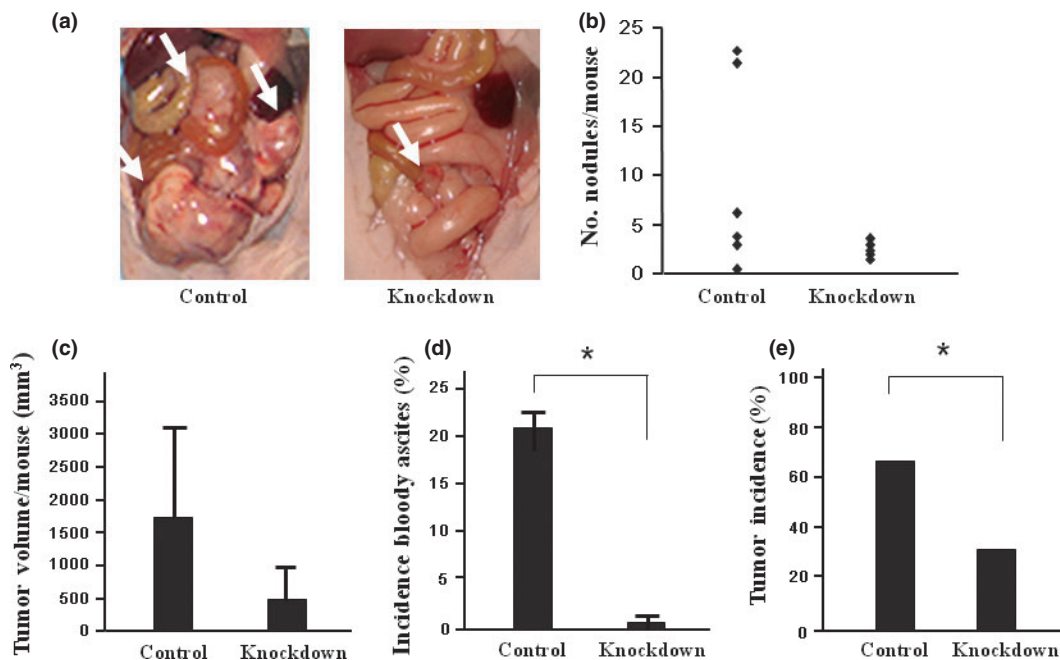 (a)
Control
Knockdown
(b)
No. nodules/mouse
25
20
15
10
5
0
Control
Knockdown
(c)
Tumor volume/mouse (mm³)
3500
3000
2500
2000
1500
1000
500
0
Control
Knockdown
(d)
Incidence bloody ascites (%)
25
20
15
10
5
0
*
Control
Knockdown
(e)
Tumor incidence (%)
100
80
60
40
20
0
*
Control
Knockdown